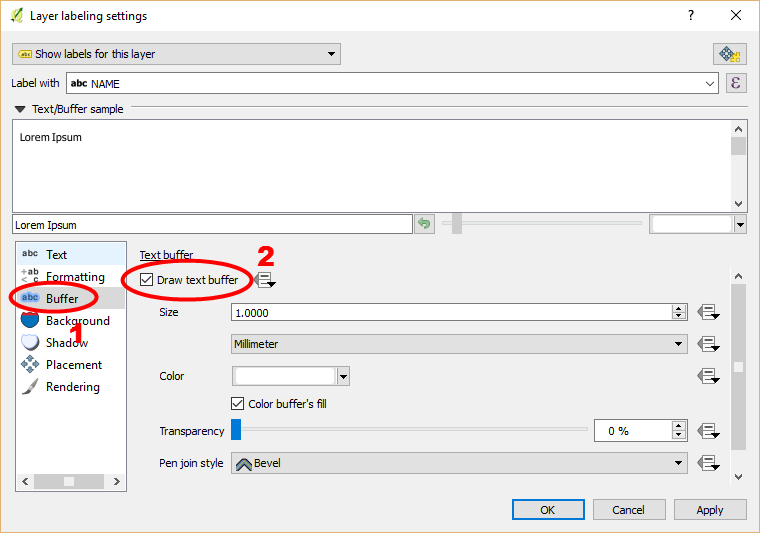 Layer labeling settings
?
abc Show labels for this layer
Label with abc NAME ε
Text/Buffer sample
Lorem Ipsum
Lorem Ipsum
abc Text
+ab < c Formatting
abc Buffer
1
Background
Shadow
Placement
Rendering
Text buffer
2
Draw text buffer
Size 1.0000
Millimeter
Color
Color buffer's fill
Transparency 0 %
Pen join style Bevel
OK Cancel Apply